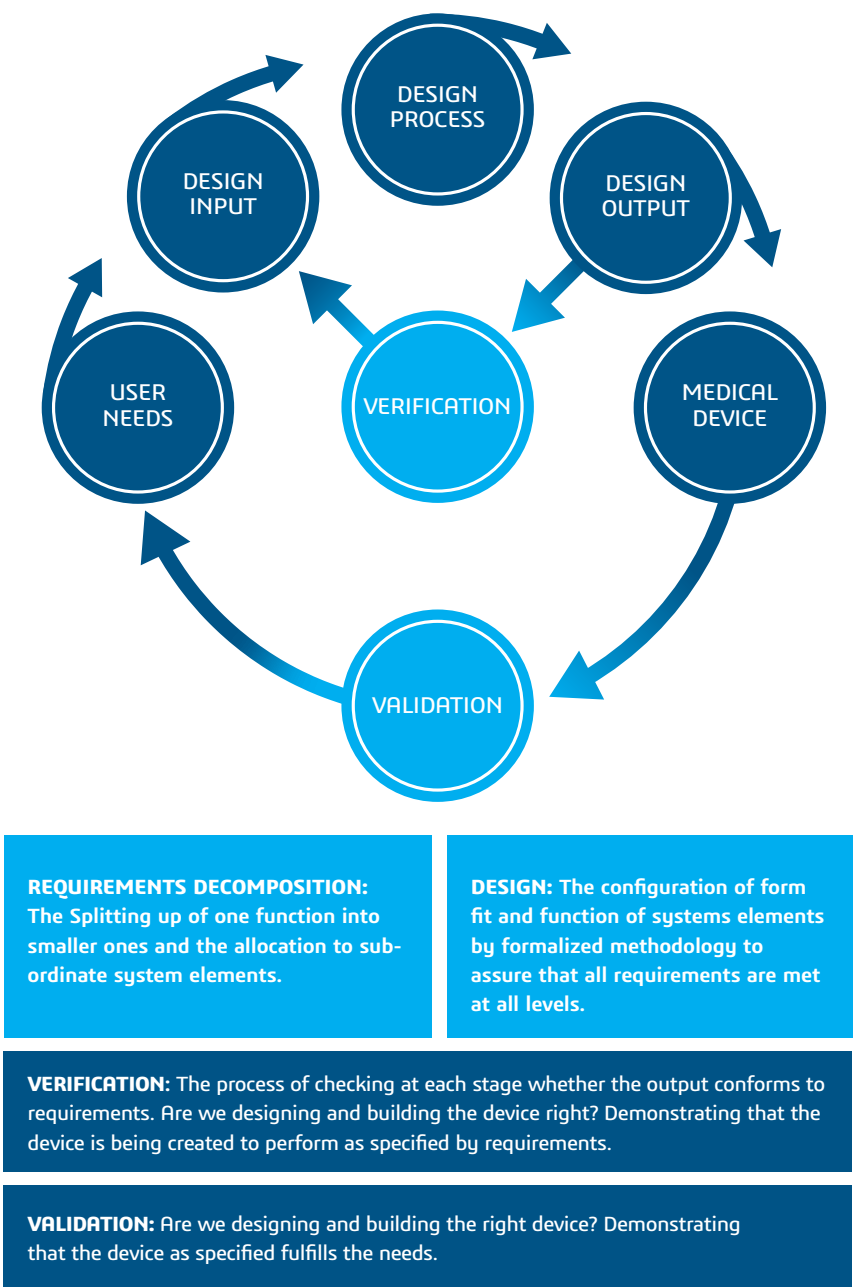 DESIGN
PROCESS
DESIGN
INPUT
DESIGN
OUTPUT
USER
NEEDS
VERIFICATION
MEDICAL
DEVICE
VALIDATION
REQUIREMENTS DECOMPOSITION:
The Splitting up of one function into
smaller ones and the allocation to sub-
ordinate system elements.
DESIGN: The configuration of form
fit and function of systems elements
by formalized methodology to
assure that all requirements are met
at all levels.
VERIFICATION: The process of checking at each stage whether the output conforms to
requirements. Are we designing and building the device right? Demonstrating that the
device is being created to perform as specified by requirements.
VALIDATION: Are we designing and building the right device? Demonstrating
that the device as specified fulfills the needs.